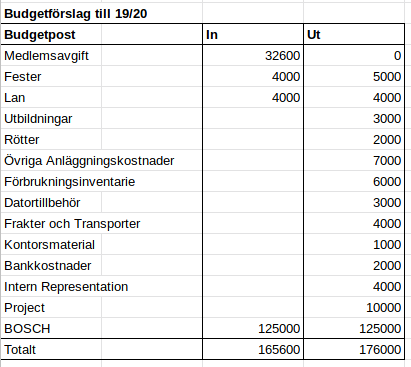 Budgetförslag till 19/20
Budgetpost In Ut
Medlemsavgift 32600 0
Fester 4000 5000
Lan 4000 4000
Utbildningar 3000
Rötter 2000
Övriga Anläggningskostnader 7000
Förbrukningsinventarie 6000
Datortillbehör 3000
Frakter och Transporter 4000
Kontorsmaterial 1000
Bankkostnader 2000
Intern Representation 4000
Project 10000
BOSCH 125000 125000
Totalt 165600 176000